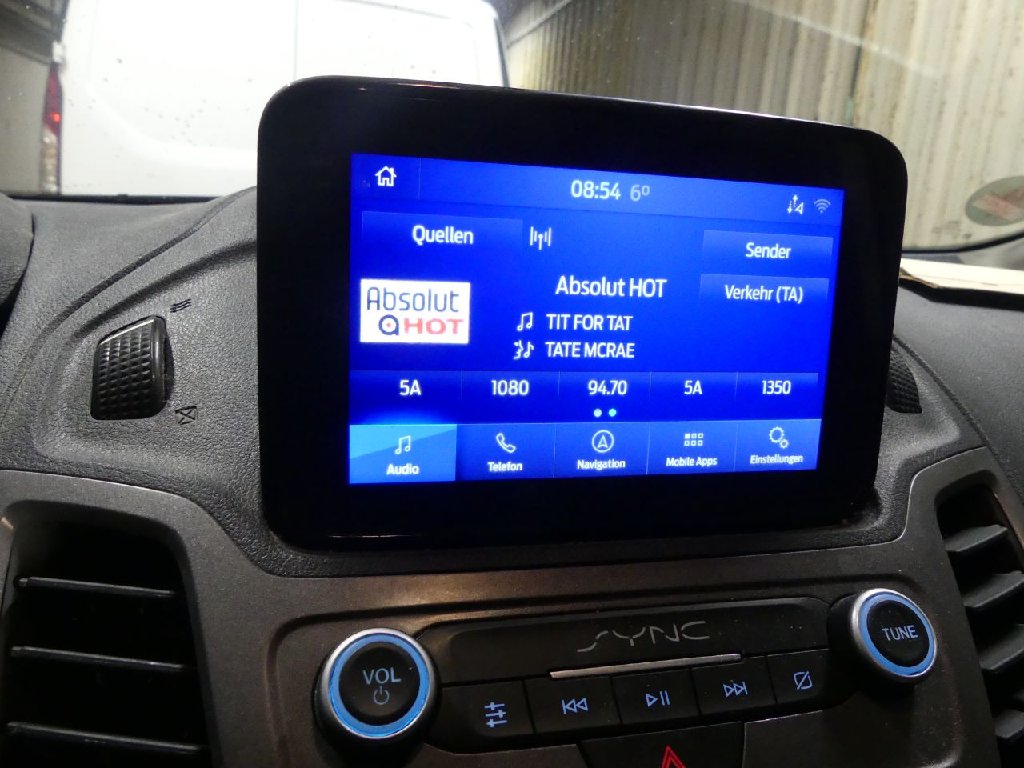 08:54 6°
Quellen
Sender
Absolut HOT
Absolut HOT
Verkehr (TA)
TIT FOR TAT
TATE MCRAE
5A 1080 94.70 5A 1350
Audio Telefon Navigation Mobile Apps Einstellungen
SYNC
VOL
TUNE